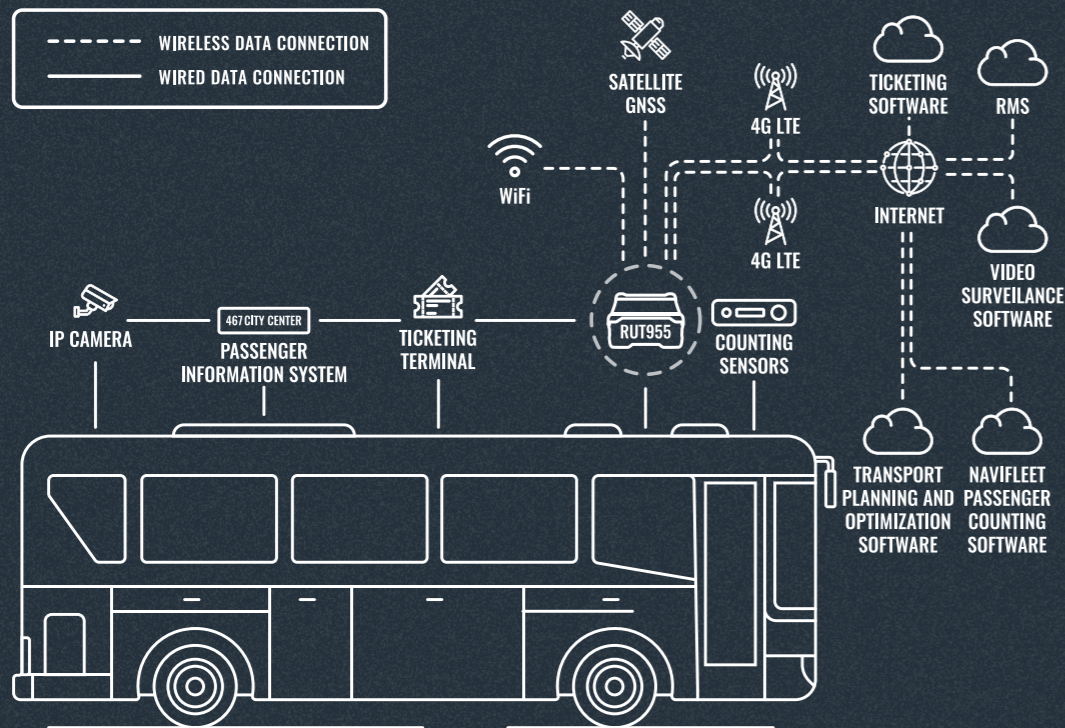 WIRELESS DATA CONNECTION
WIRED DATA CONNECTION
SATELLITE
GNSS
4G LTE
TICKETING
SOFTWARE
RMS
WiFi
INTERNET
4G LTE
VIDEO
SURVEILANCE
SOFTWARE
IP CAMERA
467 CITY CENTER
PASSENGER
INFORMATION SYSTEM
TICKETING
TERMINAL
RUT955
COUNTING
SENSORS
TRANSPORT
PLANNING AND
OPTIMIZATION
SOFTWARE
NAVIFLEET
PASSENGER
COUNTING
SOFTWARE